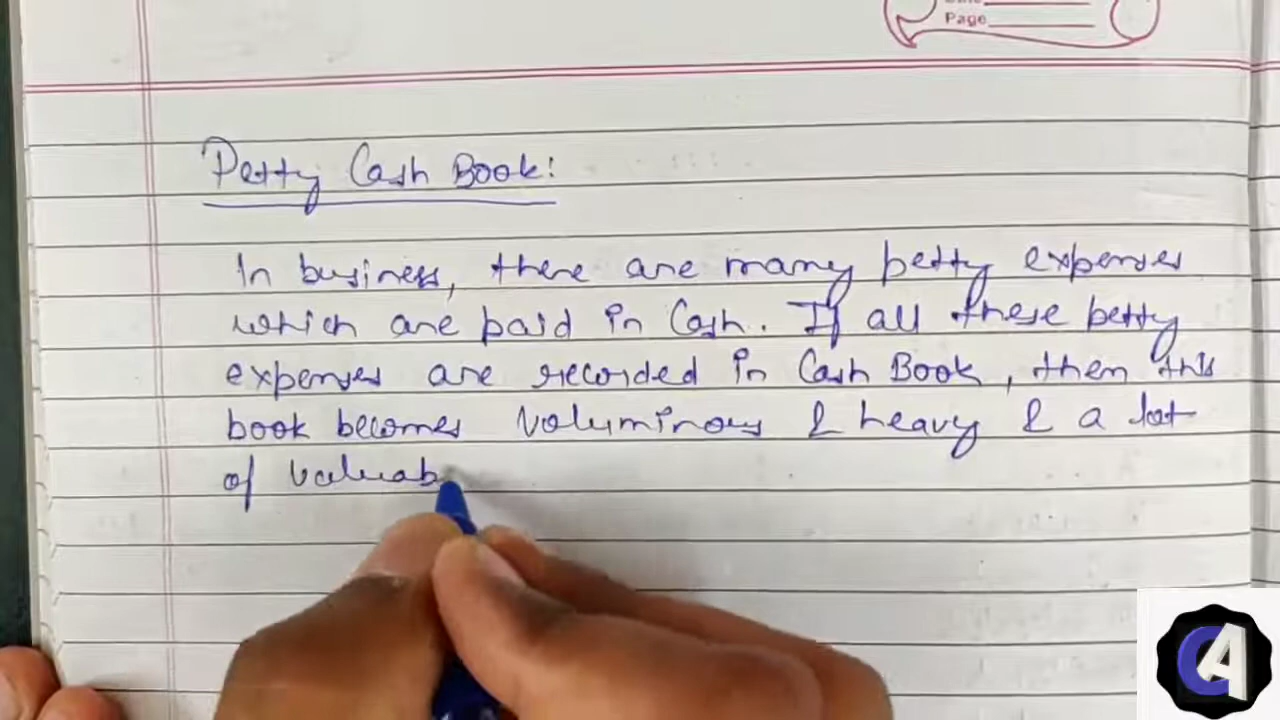 Page
Petty Cash Book:
In business, there are many petty expenses
which are paid in Cash. If all these petty
expenses are recorded in Cash Book, then this
book becomes voluminous & heavy & a lot
of valuab
CA